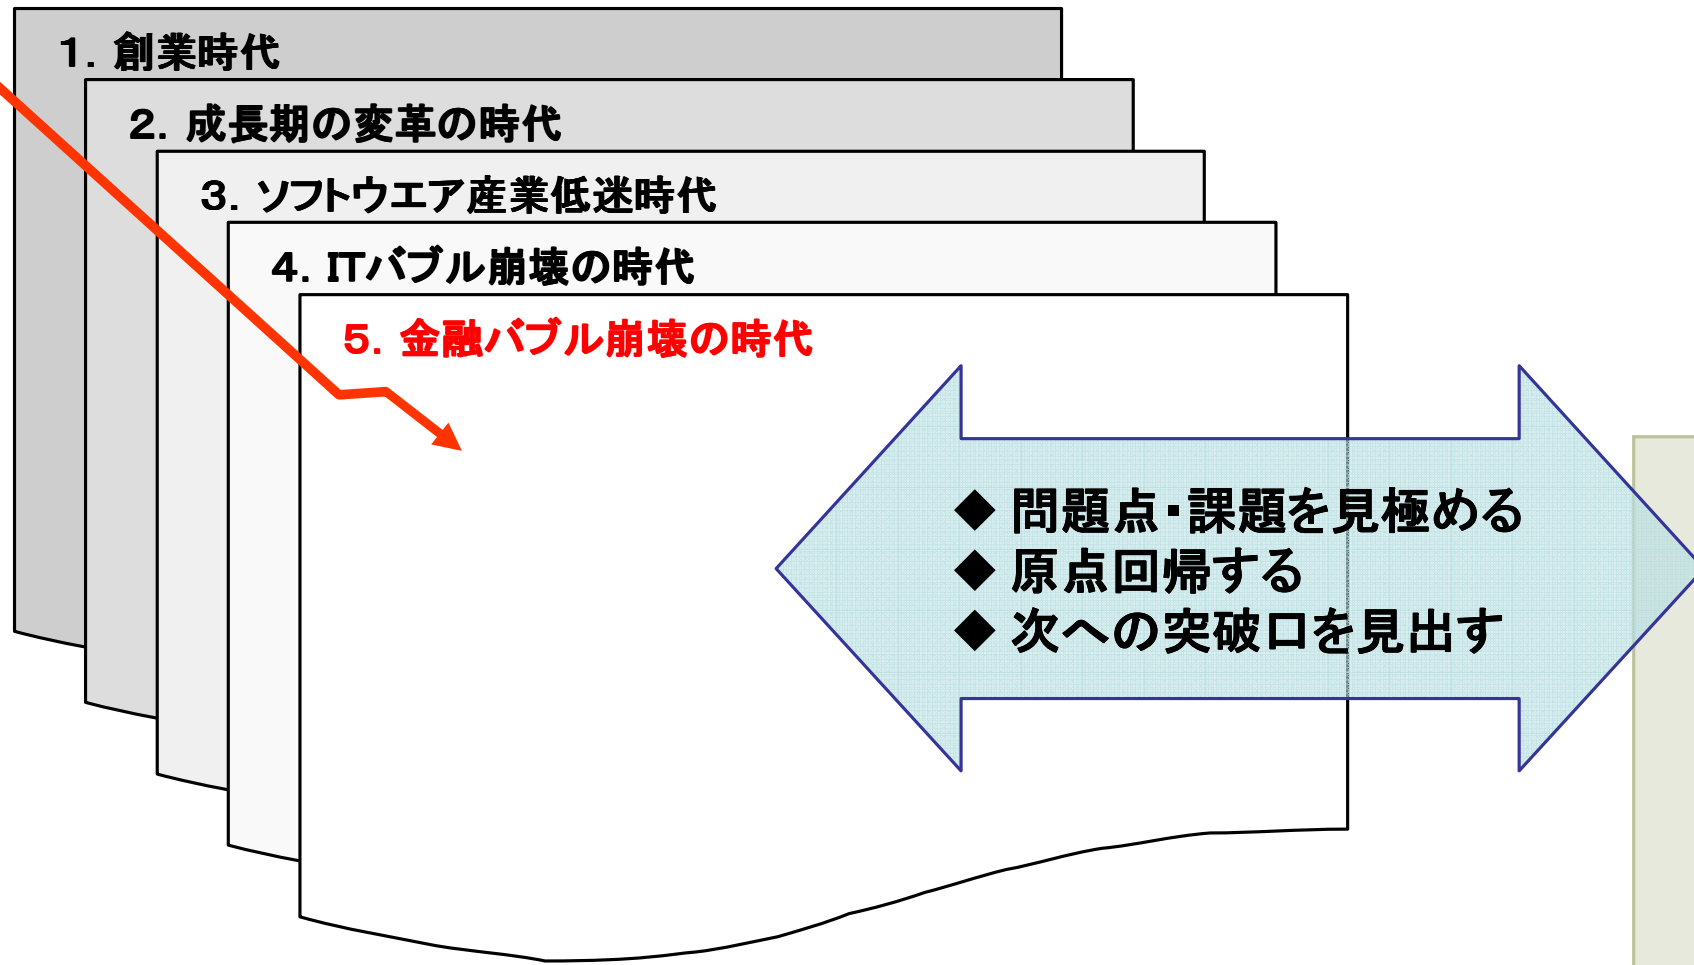 １．創業時代
２．成長期の変革の時代
３．ソフトウエア産業低迷時代
４．ITバブル崩壊の時代
５．金融バブル崩壊の時代
◆ 問題点・課題を見極める
◆ 原点回帰する
◆ 次への突破口を見出す